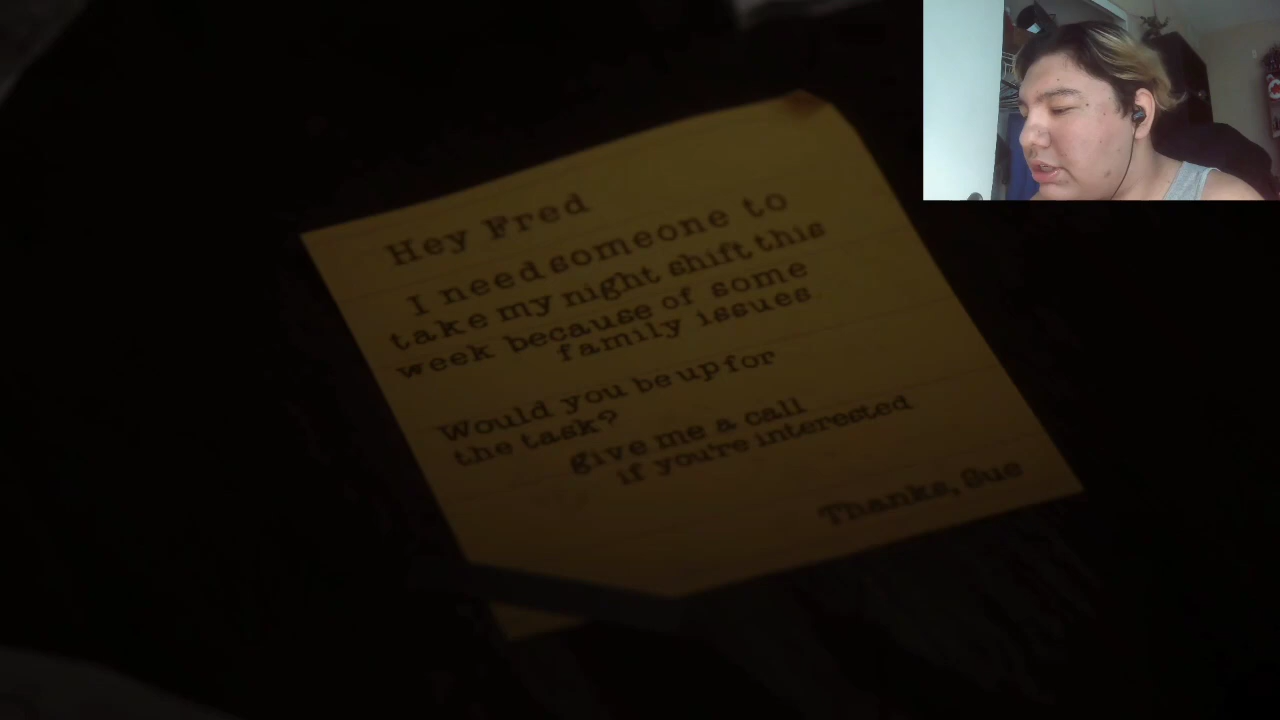 Hey Fred
I need someone to
take my night shift this
week because of some
family issues
Would you be up for
the task?
give me a call
if you're interested
Thanks, Sue